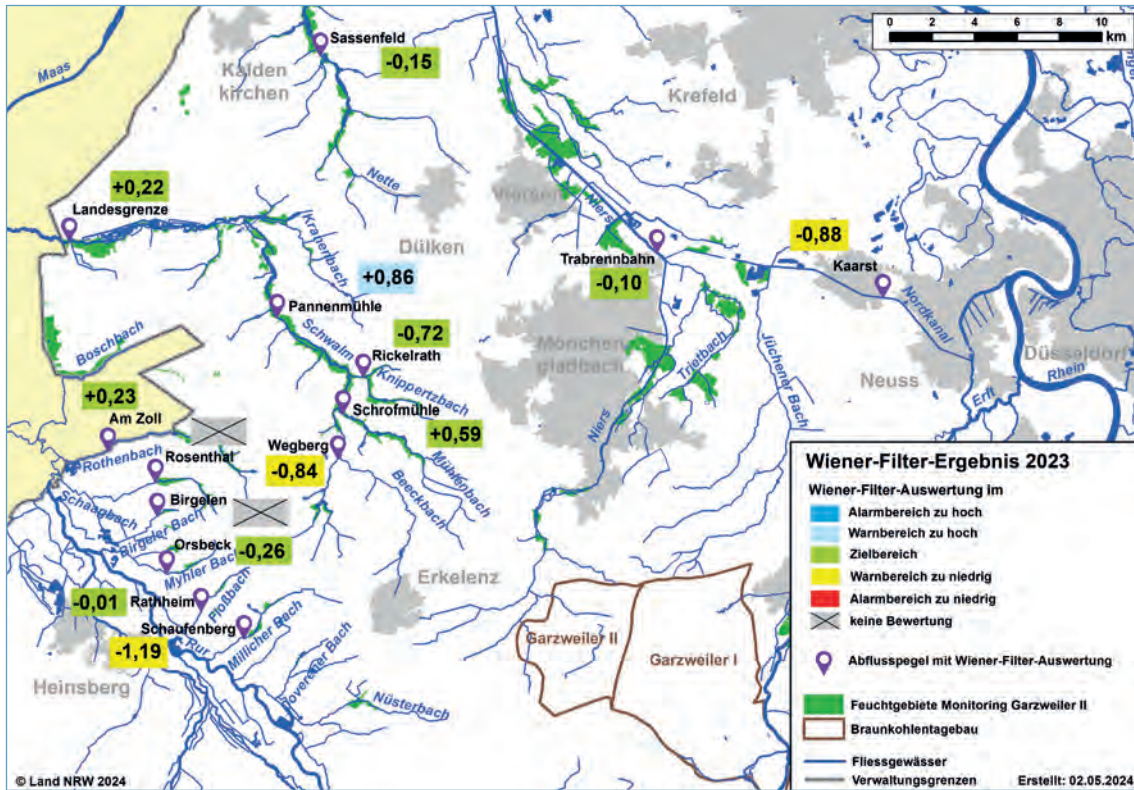 0 2 4 6 8 10
km
Sassenfeld
-0,15
Kalden
kirchen
Maas
Krefeld
Nette
Viersen
Niers
+0,22
Landesgrenze
Dülken
Kranenbach
+0,86
-0,88
Trabrennbahn
-0,10
Kaarst
Nordkanal
Pannenmühle
Schwalm
-0,72
Rickelrath
Knippertzbach
Boschbach
Mönchen
gladbach
Trietbach
Jüchener Bach
Neuss
Düsseldorf
Rhein
Erft
+0,23
Am Zoll
Schrofmühle
+0,59
Niers
Rothenbach
Rosenthal
Wegberg
-0,84
Mühlenbach
Beeckbach
Schaagbach
Birgelen
Birgeler Bach
Orsbeck
-0,26
Myhler Bach
Erkelenz
-0,01
Rathheim
Floßbach
Schaufenberg
-1,19
Rur
Millicher Bach
Heinsberg
Nüsterbach
Garzweiler II
Garzweiler I
Wiener-Filter-Ergebnis 2023
Wiener-Filter-Auswertung im
Alarmbereich zu hoch
Warnbereich zu hoch
Zielbereich
Warnbereich zu niedrig
Alarmbereich zu niedrig
keine Bewertung
Abflusspegel mit Wiener-Filter-Auswertung
Feuchtgebiete Monitoring Garzweiler II
Braunkohlentagebau
Fliessgewässer
Verwaltungsgrenzen
Erstellt: 02.05.2024
© Land NRW 2024